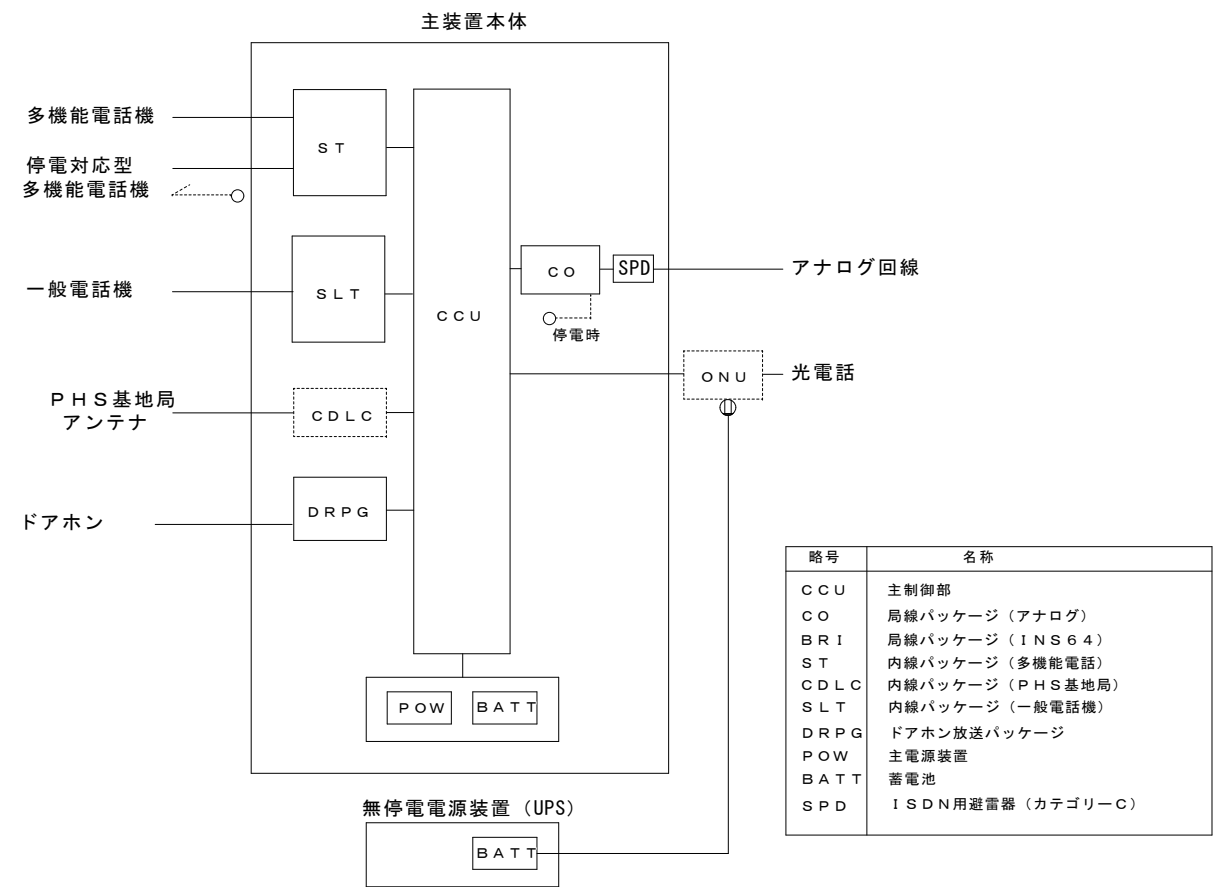 主装置本体
多機能電話機
停電対応型
多機能電話機
一般電話機
PHS基地局
アンテナ
ドアホン
ST
SLT
CDLC
DRPG
CCU
CO
SPD
停電時
アナログ回線
ONU
光電話
POW
BATT
無停電電源装置（UPS）
BATT
略号 名称
CCU 主制御部
CO 局線パッケージ（アナログ）
BRI 局線パッケージ（INS64）
ST 内線パッケージ（多機能電話）
CDLC 内線パッケージ（PHS基地局）
SLT 内線パッケージ（一般電話機）
DRPG ドアホン放送パッケージ
POW 主電源装置
BATT 蓄電池
SPD ISDN用避雷器（カテゴリーC）